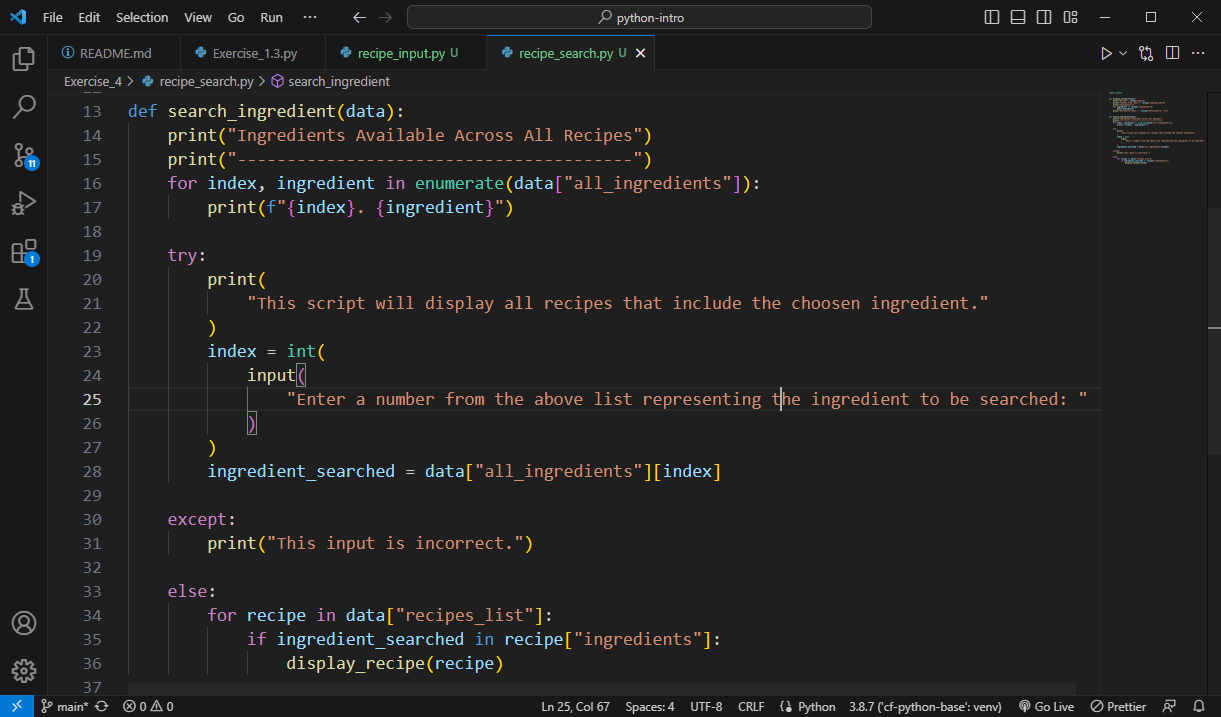 File Edit Selection View Go Run ··· python-intro
README.md Exercise_1.3.py recipe_input.py U recipe_search.py U
Exercise_4 > recipe_search.py > search_ingredient
13 def search_ingredient(data):
14 print("Ingredients Available Across All Recipes")
15 print("----------------------------------------")
16 for index, ingredient in enumerate(data["all_ingredients"]):
17 print(f"{index}. {ingredient}")
18
19 try:
20 print(
21 "This script will display all recipes that include the choosen ingredient."
22 )
23 index = int(
24 input(
25 "Enter a number from the above list representing the ingredient to be searched: "
26 )
27 )
28 ingredient_searched = data["all_ingredients"][index]
29
30 except:
31 print("This input is incorrect.")
32
33 else:
34 for recipe in data["recipes_list"]:
35 if ingredient_searched in recipe["ingredients"]:
36 display_recipe(recipe)
37
11
1
main* 0 0 Ln 25, Col 67 Spaces: 4 UTF-8 CRLF Python 3.8.7 ('cf-python-base': venv) Go Live Prettier